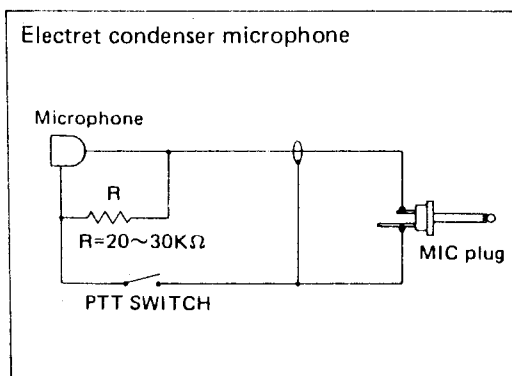 Electret condenser microphone
Microphone
R
R=20～30KΩ
PTT SWITCH
MIC plug